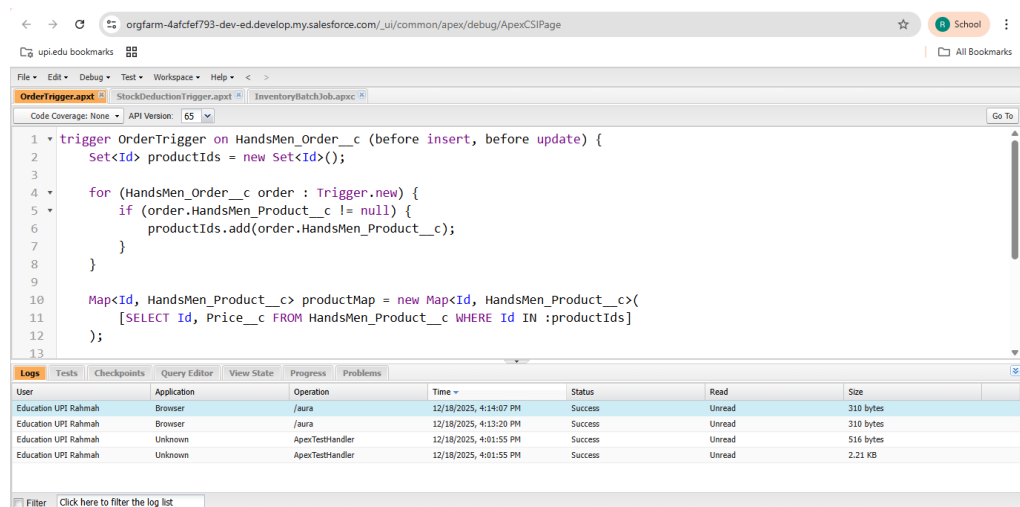 orgfarm-4afcfef793-dev-ed.develop.my.salesforce.com/_ui/common/apex/debug/ApexCSIPage
R School
upi.edu bookmarks
All Bookmarks
File Edit Debug Test Workspace Help < >
OrderTrigger.apxt StockDeductionTrigger.apxt InventoryBatchJob.apxc
Code Coverage: None API Version: 65 Go To
1 trigger OrderTrigger on HandsMen_Order__c (before insert, before update) {
2 Set<Id> productIds = new Set<Id>();
3
4 for (HandsMen_Order__c order : Trigger.new) {
5 if (order.HandsMen_Product__c != null) {
6 productIds.add(order.HandsMen_Product__c);
7 }
8 }
9
10 Map<Id, HandsMen_Product__c> productMap = new Map<Id, HandsMen_Product__c>(
11 [SELECT Id, Price__c FROM HandsMen_Product__c WHERE Id IN :productIds]
12 );
13
Logs Tests Checkpoints Query Editor View State Progress Problems
User Application Operation Time Status Read Size
Education UPI Rahmah Browser /aura 12/18/2025, 4:14:07 PM Success Unread 310 bytes
Education UPI Rahmah Browser /aura 12/18/2025, 4:13:20 PM Success Unread 310 bytes
Education UPI Rahmah Unknown ApexTestHandler 12/18/2025, 4:01:55 PM Success Unread 516 bytes
Education UPI Rahmah Unknown ApexTestHandler 12/18/2025, 4:01:55 PM Success Unread 2.21 KB
Filter Click here to filter the log list